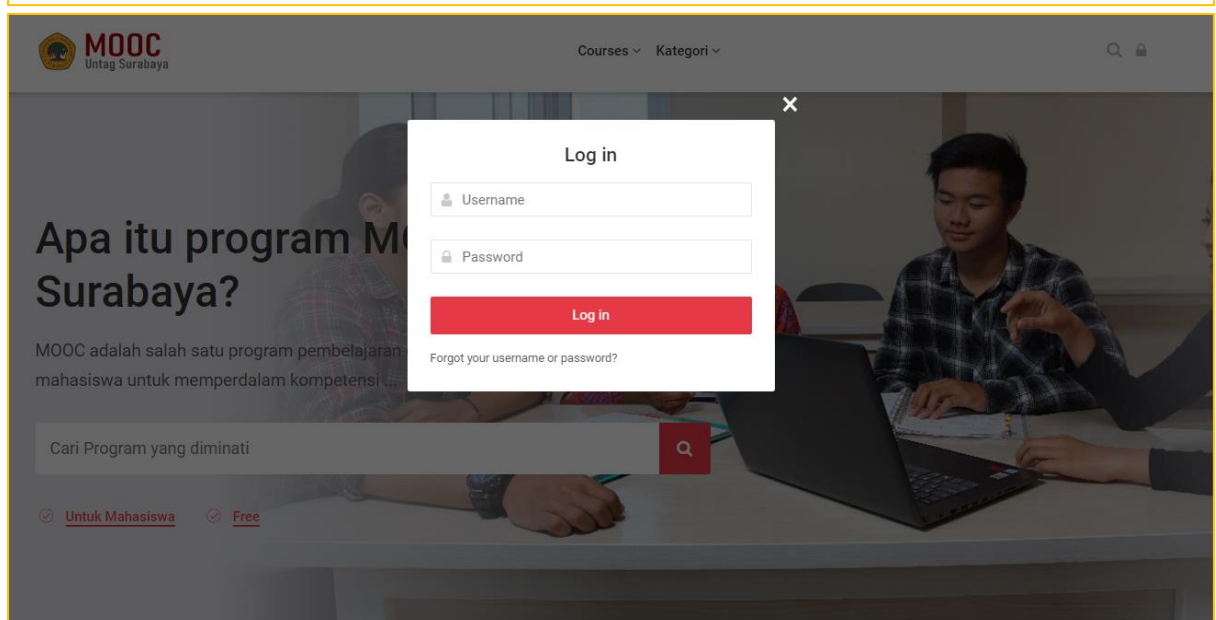 MOOC
Untag Surabaya
Courses
Kategori
Log in
Username
Password
Log in
Forgot your username or password?
Apa itu program
Surabaya?
MOOC adalah salah satu program pembelajaran
mahasiswa untuk memperdalam kompetensi ...
Cari Program yang diminati
Untuk Mahasiswa
Free